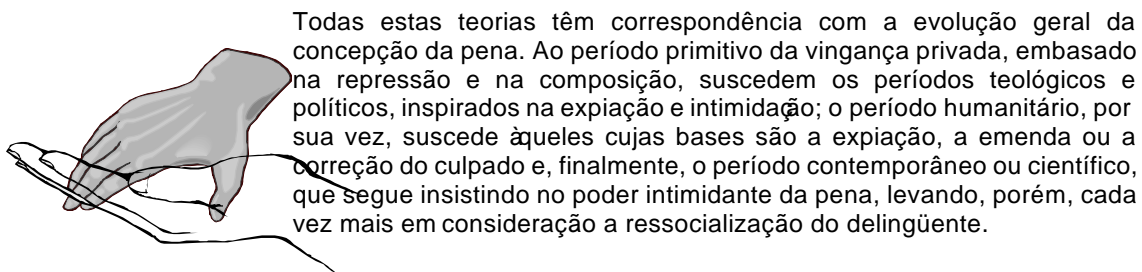 Todas estas teorias têm correspondência com a evolução geral da
concepção da pena. Ao período primitivo da vingança privada, embasado
na repressão e na composição, suscedem os períodos teológicos e
políticos, inspirados na expiação e intimidação; o período humanitário, por
sua vez, suscede àqueles cujas bases são a expiação, a emenda ou a
correção do culpado e, finalmente, o período contemporâneo ou científico,
que segue insistindo no poder intimidante da pena, levando, porém, cada
vez mais em consideração a ressocialização do delingüente.